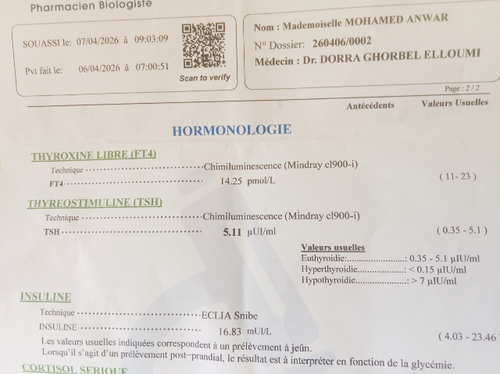 Pharmacien Biologiste
SOUASSI le: 07/04/2026 à 09:03:09
Pvt fait le: 06/04/2026 à 07:00:51
Scan to verify
Nom : Mademoiselle MOHAMED ANWAR
N° Dossier: 260406/0002
Médecin : Dr. DORRA GHORBEL ELLOUMI
Page : 2 / 2
Antécédents Valeurs Usuelles
HORMONOLOGIE
THYROXINE LIBRE (FT4)
Technique Chimiluminescence (Mindray cl900-i)
FT4 14.25 pmol/L ( 11- 23 )
THYREOSTIMULINE (TSH)
Technique Chimiluminescence (Mindray cl900-i)
TSH 5.11 µUI/ml ( 0.35 - 5.1 )
Valeurs usuelles
Euthyroidie: : 0.35 - 5.1 µIU/ml
Hyperthyroidie : < 0.15 µIU/ml
Hypothyroidie : > 7 µIU/ml
INSULINE
Technique ECLIA Snibe
INSULINE 16.83 mUI/L ( 4.03 - 23.46
Les valeurs usuelles indiquées correspondent à un prélèvement à jeûn.
Lorsqu'il s'agit d'un prélèvement post-prandial, le résultat est à interpréter en fonction de la glycémie.
CORTISOL SERIQUE